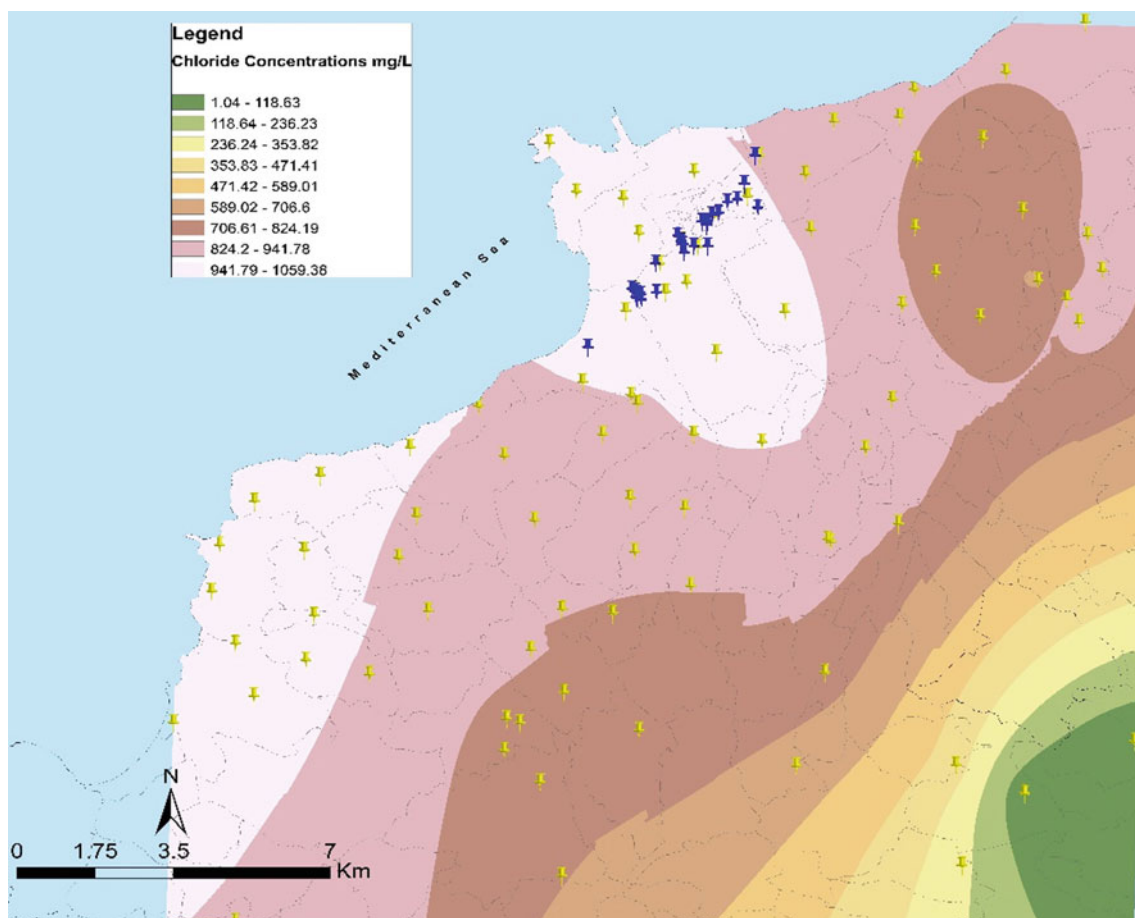 Legend
Chloride Concentrations mg/L
1.04 - 118.63
118.64 - 236.23
236.24 - 353.82
353.83 - 471.41
471.42 - 589.01
589.02 - 706.6
706.61 - 824.19
824.2 - 941.78
941.79 - 1059.38
Mediterranean Sea
N
0 1.75 3.5 7
Km